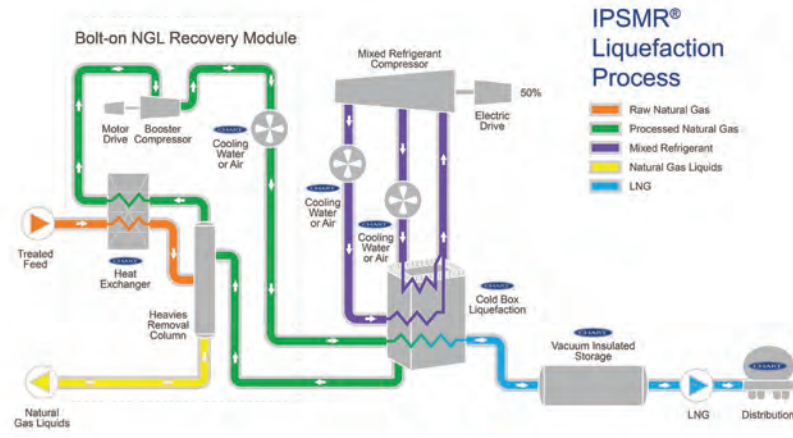 Bolt-on NGL Recovery Module
IPSMR®
Liquefaction
Process
Raw Natural Gas
Processed Natural Gas
Mixed Refrigerant
Natural Gas Liquids
LNG
Mixed Refrigerant
Compressor
50%
Electric
Drive
Motor
Drive
Booster
Compressor
CHART
Cooling
Water
or Air
CHART
Cooling
Water
or Air
CHART
Cooling
Water
or Air
Treated
Feed
CHART
Heat
Exchanger
Heavies
Removal
Column
CHART
Cold Box
Liquefaction
CHART
Vacuum Insulated
Storage
CHART
LNG
Distribution
Natural
Gas Liquids